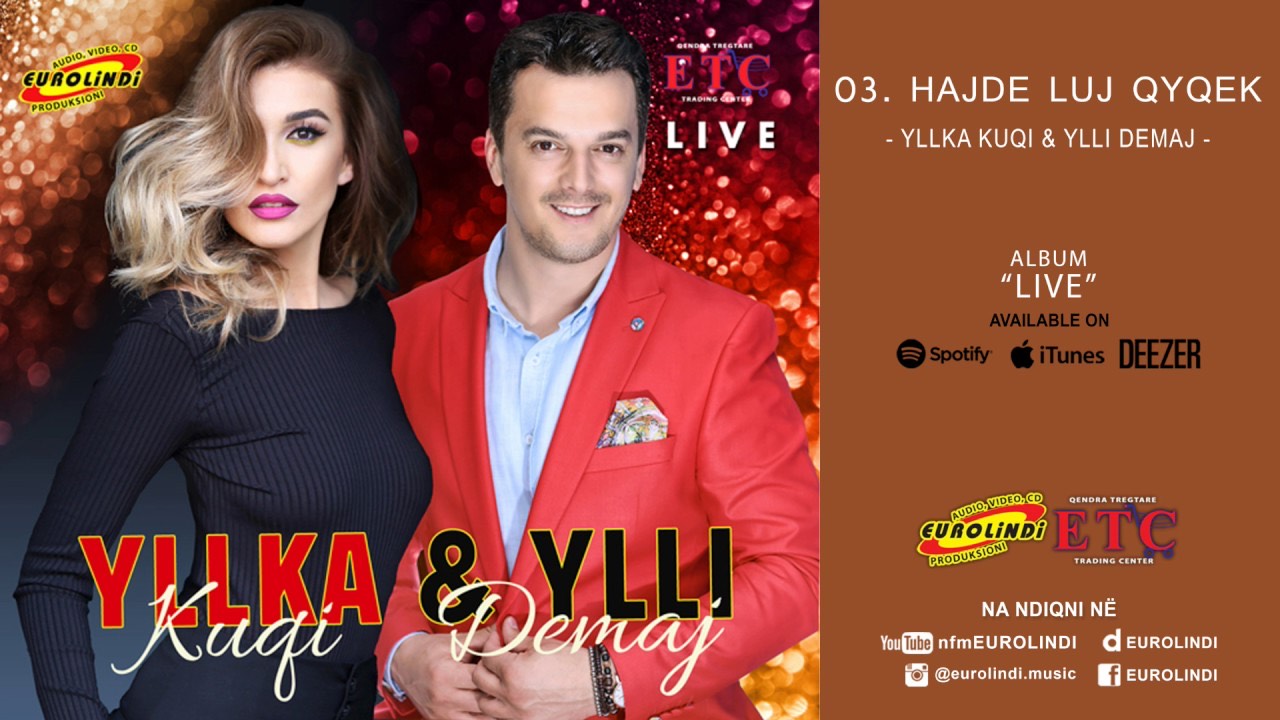 AUDIO, VIDEO, CD
EUROLiNDi
PRODUKSIONI
QENDRA TREGTARE
ETC
TRADING CENTER
LIVE
YLLKA & YLLI
Kuqi Demaj
03. HAJDE LUJ QYQEK
- YLLKA KUQI & YLLI DEMAJ -
ALBUM
“LIVE”
AVAILABLE ON
Spotify iTunes DEEZER
AUDIO, VIDEO, CD
EUROLiNDi
PRODUKSIONI
QENDRA TREGTARE
ETC
TRADING CENTER
NA NDIQNI NË
YouTube nfmEUROLINDI d EUROLINDI
@eurolindi.music f EUROLINDI